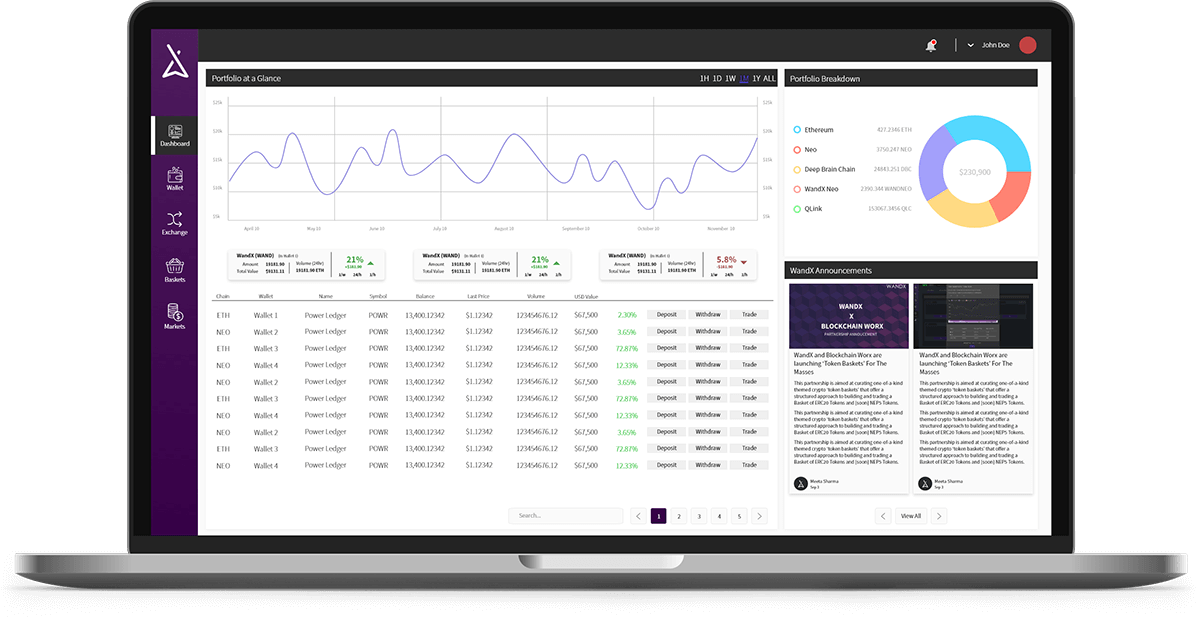 John Doe
Dashboard
Wallet
Exchange
Baskets
Markets
Portfolio at a Glance
1H 1D 1W 1M 1Y ALL
$25k $25k
$20k $20k
$15k $15k
$10k $10k
$5k $5k
April 18 May 18 June 18 July 18 August 18 September 18 October 18 November 18
WandX (WAND) (in Wallet 1)
Amount 19181.90 Volume (24hr)
Total Value $9131.11 19181.90 ETH
21%
+$181.90
1/w 24/h 1/h
WandX (WAND) (in Wallet 1)
Amount 19181.90 Volume (24hr)
Total Value $9131.11 19181.90 ETH
21%
+$181.90
1/w 24/h 1/h
WandX (WAND) (in Wallet 1)
Amount 19181.90 Volume (24hr)
Total Value $9131.11 19181.90 ETH
5.8%
-$181.90
1/w 24/h 1/h
Chain Wallet Name Symbol Balance Last Price Volume USD Value
ETH Wallet 1 Power Ledger POWR 13,400.12342 $1.12342 123454676.12 $67,500 2.30% Deposit Withdraw Trade
NEO Wallet 2 Power Ledger POWR 13,400.12342 $1.12342 123454676.12 $67,500 3.65% Deposit Withdraw Trade
ETH Wallet 3 Power Ledger POWR 13,400.12342 $1.12342 123454676.12 $67,500 72.87% Deposit Withdraw Trade
NEO Wallet 4 Power Ledger POWR 13,400.12342 $1.12342 123454676.12 $67,500 12.33% Deposit Withdraw Trade
NEO Wallet 2 Power Ledger POWR 13,400.12342 $1.12342 123454676.12 $67,500 3.65% Deposit Withdraw Trade
ETH Wallet 3 Power Ledger POWR 13,400.12342 $1.12342 123454676.12 $67,500 72.87% Deposit Withdraw Trade
NEO Wallet 4 Power Ledger POWR 13,400.12342 $1.12342 123454676.12 $67,500 12.33% Deposit Withdraw Trade
NEO Wallet 2 Power Ledger POWR 13,400.12342 $1.12342 123454676.12 $67,500 3.65% Deposit Withdraw Trade
ETH Wallet 3 Power Ledger POWR 13,400.12342 $1.12342 123454676.12 $67,500 72.87% Deposit Withdraw Trade
NEO Wallet 4 Power Ledger POWR 13,400.12342 $1.12342 123454676.12 $67,500 12.33% Deposit Withdraw Trade
Search... 1 2 3 4 5
Portfolio Breakdown
Ethereum 827.2346 ETH
Neo 3750.247 NEO
Deep Brain Chain 24843.251 DBC
WandX Neo 2390.344 WANDNEO
QLink 153067.3456 QLC
$230,900
WandX Announcements
WANDX
WANDX
X
BLOCKCHAIN WORX
PARTNERSHIP ANNOUNCEMENT
WandX and Blockchain Worx are
launching 'Token Baskets' For The
Masses
This partnership is aimed at curating one-of-a-kind
themed crypto 'token baskets' that offer a
structured approach to building and trading a
Basket of ERC20 Tokens and (soon) NEP5 Tokens.
This partnership is aimed at curating one-of-a-kind
themed crypto 'token baskets' that offer a
structured approach to building and trading a
Basket of ERC20 Tokens and (soon) NEP5 Tokens.
This partnership is aimed at curating one-of-a-kind
themed crypto 'token baskets' that offer a
structured approach to building and trading a
Basket of ERC20 Tokens and (soon) NEP5 Tokens.
Meeta Sharma
Sep 3
WandX and Blockchain Worx are
launching 'Token Baskets' For The
Masses
This partnership is aimed at curating one-of-a-kind
themed crypto 'token baskets' that offer a
structured approach to building and trading a
Basket of ERC20 Tokens and (soon) NEP5 Tokens.
This partnership is aimed at curating one-of-a-kind
themed crypto 'token baskets' that offer a
structured approach to building and trading a
Basket of ERC20 Tokens and (soon) NEP5 Tokens.
This partnership is aimed at curating one-of-a-kind
themed crypto 'token baskets' that offer a
structured approach to building and trading a
Basket of ERC20 Tokens and (soon) NEP5 Tokens.
Meeta Sharma
Sep 3
View All